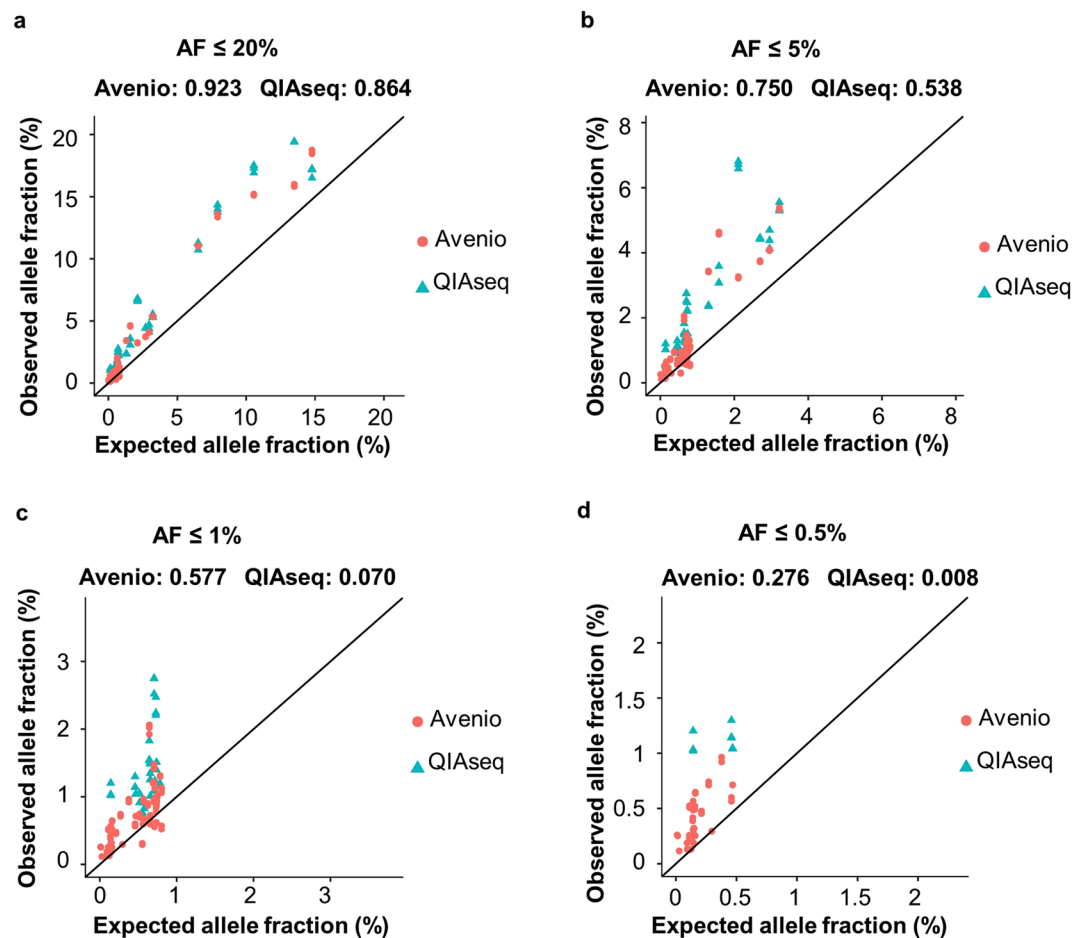 a
AF ≤ 20%
Avenio: 0.923 QIAseq: 0.864
Observed allele fraction (%)
20
15
10
5
0
0 5 10 15 20
Expected allele fraction (%)
Avenio
QIAseq
b
AF ≤ 5%
Avenio: 0.750 QIAseq: 0.538
Observed allele fraction (%)
8
6
4
2
0
0 2 4 6 8
Expected allele fraction (%)
Avenio
QIAseq
c
AF ≤ 1%
Avenio: 0.577 QIAseq: 0.070
Observed allele fraction (%)
3
2
1
0
0 1 2 3
Expected allele fraction (%)
Avenio
QIAseq
d
AF ≤ 0.5%
Avenio: 0.276 QIAseq: 0.008
Observed allele fraction (%)
2
1.5
1
0.5
0
0 0.5 1 1.5 2
Expected allele fraction (%)
Avenio
QIAseq